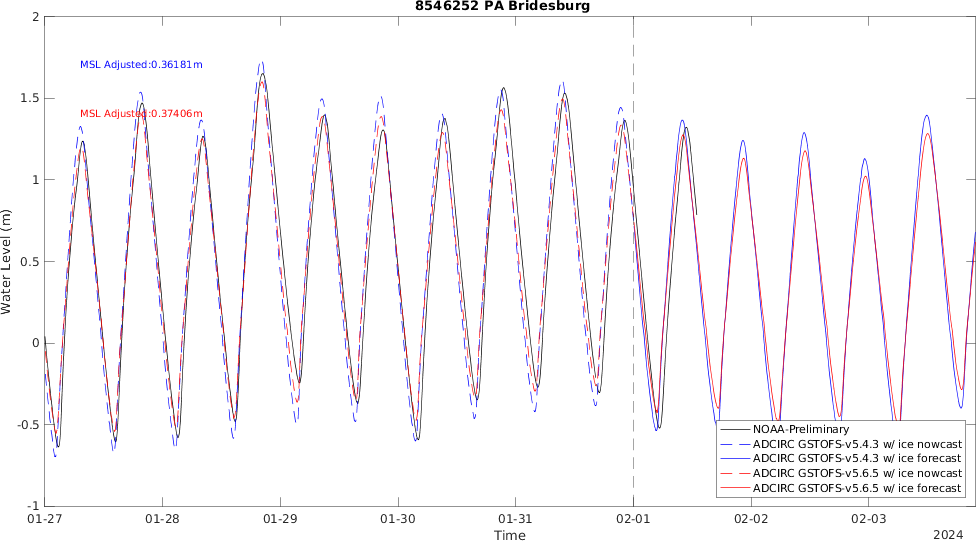 8546252 PA Bridesburg
2
1.5
1
0.5
0
-0.5
-1
Water Level (m)
MSL Adjusted:0.36181m
MSL Adjusted:0.37406m
NOAA-Preliminary
ADCIRC GSTOFS-v5.4.3 w/ ice nowcast
ADCIRC GSTOFS-v5.4.3 w/ ice forecast
ADCIRC GSTOFS-v5.6.5 w/ ice nowcast
ADCIRC GSTOFS-v5.6.5 w/ ice forecast
01-27 01-28 01-29 01-30 01-31 02-01 02-02 02-03
Time
2024